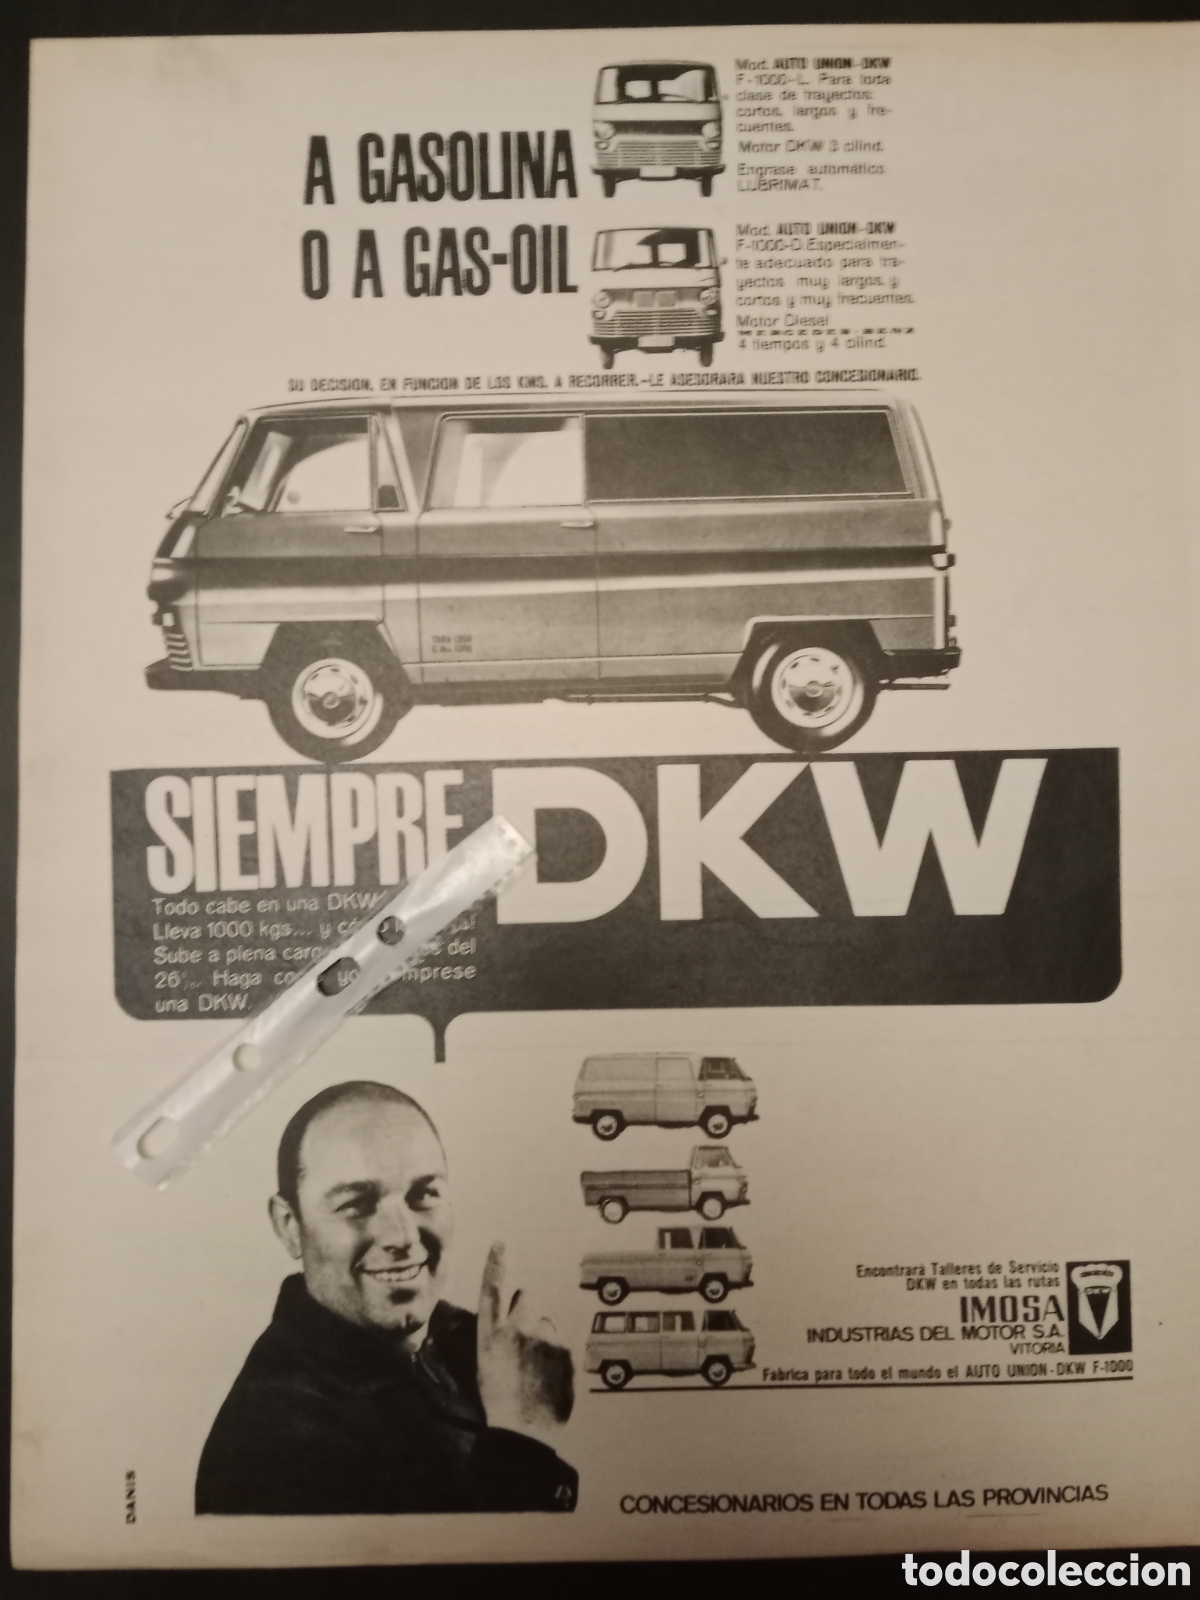 A GASOLINA
O A GAS-OIL
Mod. AUTO UNION-DKW
F-1000-L. Para toda
clase de trayectos:
cortos, largos y fre-
cuentes.
Motor DKW 3 cilind.
Engrase automático
LUBRIMAT.
Mod. AUTO UNION-DKW
F-1000-D Especialmen-
te adecuado para tra-
yectos muy largos y
cortos y muy frecuentes.
Motor Diesel
MERCEDES-BENZ
4 tiempos y 4 cilind
SU DECISION, EN FUNCION DE LOS KMS. A RECORRER.-LE ASESORARA NUESTRO CONCESIONARIO.
SIEMPRE DKW
Todo cabe en una DKW
Lleva 1000 kgs... y
Sube a plena del
26%. Haga yo
una DKW.
Encontrará Talleres de Servicio
DKW en todas las rutas
IMOSA
DKW
INDUSTRIAS DEL MOTOR S.A.
VITORIA
Fabrica para todo el mundo el AUTO UNION-DKW F-1000
DANIS
CONCESIONARIOS EN TODAS LAS PROVINCIAS
todocoleccion